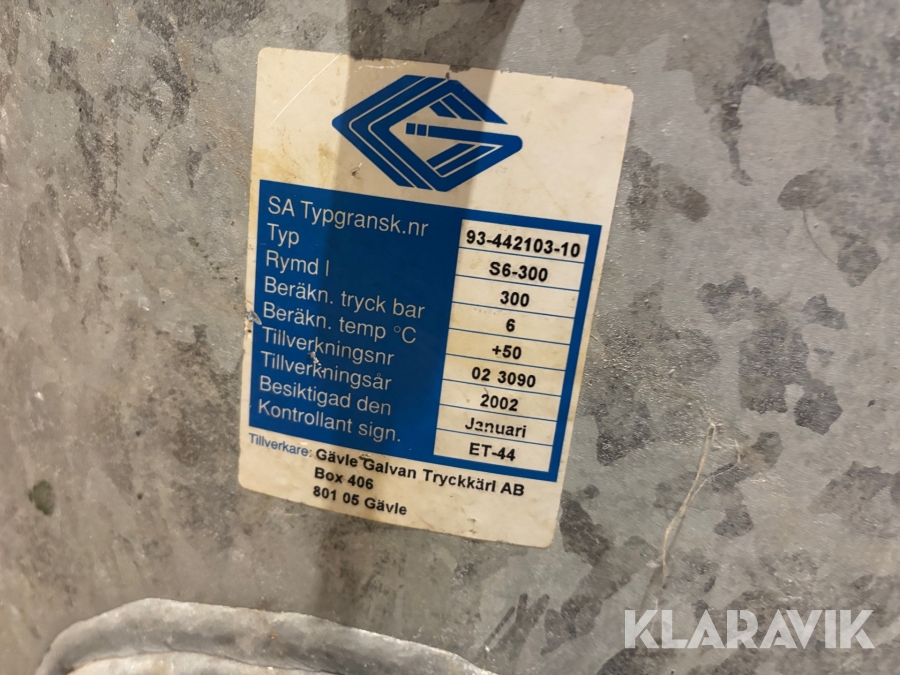 SA Typgransk.nr 93-442103-10
Typ S6-300
Rymd l 300
Beräkn. tryck bar 6
Beräkn. temp °C +50
Tillverkningsnr 02 3090
Tillverkningsår 2002
Besiktigad den Januari
Kontrollant sign. ET-44
Tillverkare: Gävle Galvan Tryckkärl AB
Box 406
801 05 Gävle
KLARAVIK